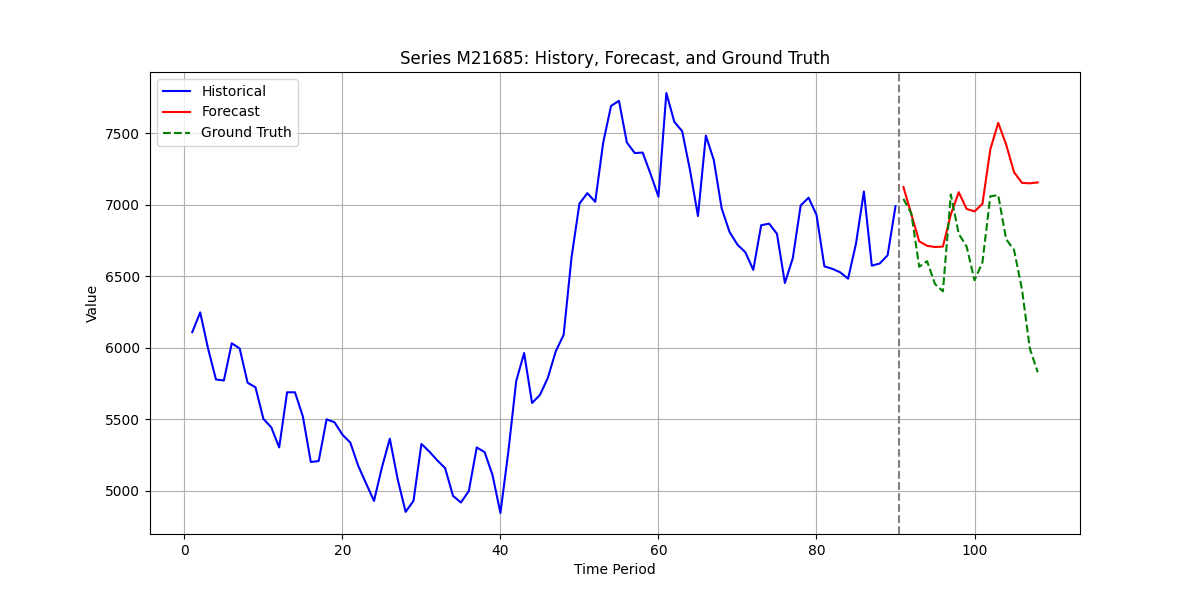 Series M21685: History, Forecast, and Ground Truth
Historical
Forecast
Ground Truth
Value
7500
7000
6500
6000
5500
5000
0 20 40 60 80 100
Time Period